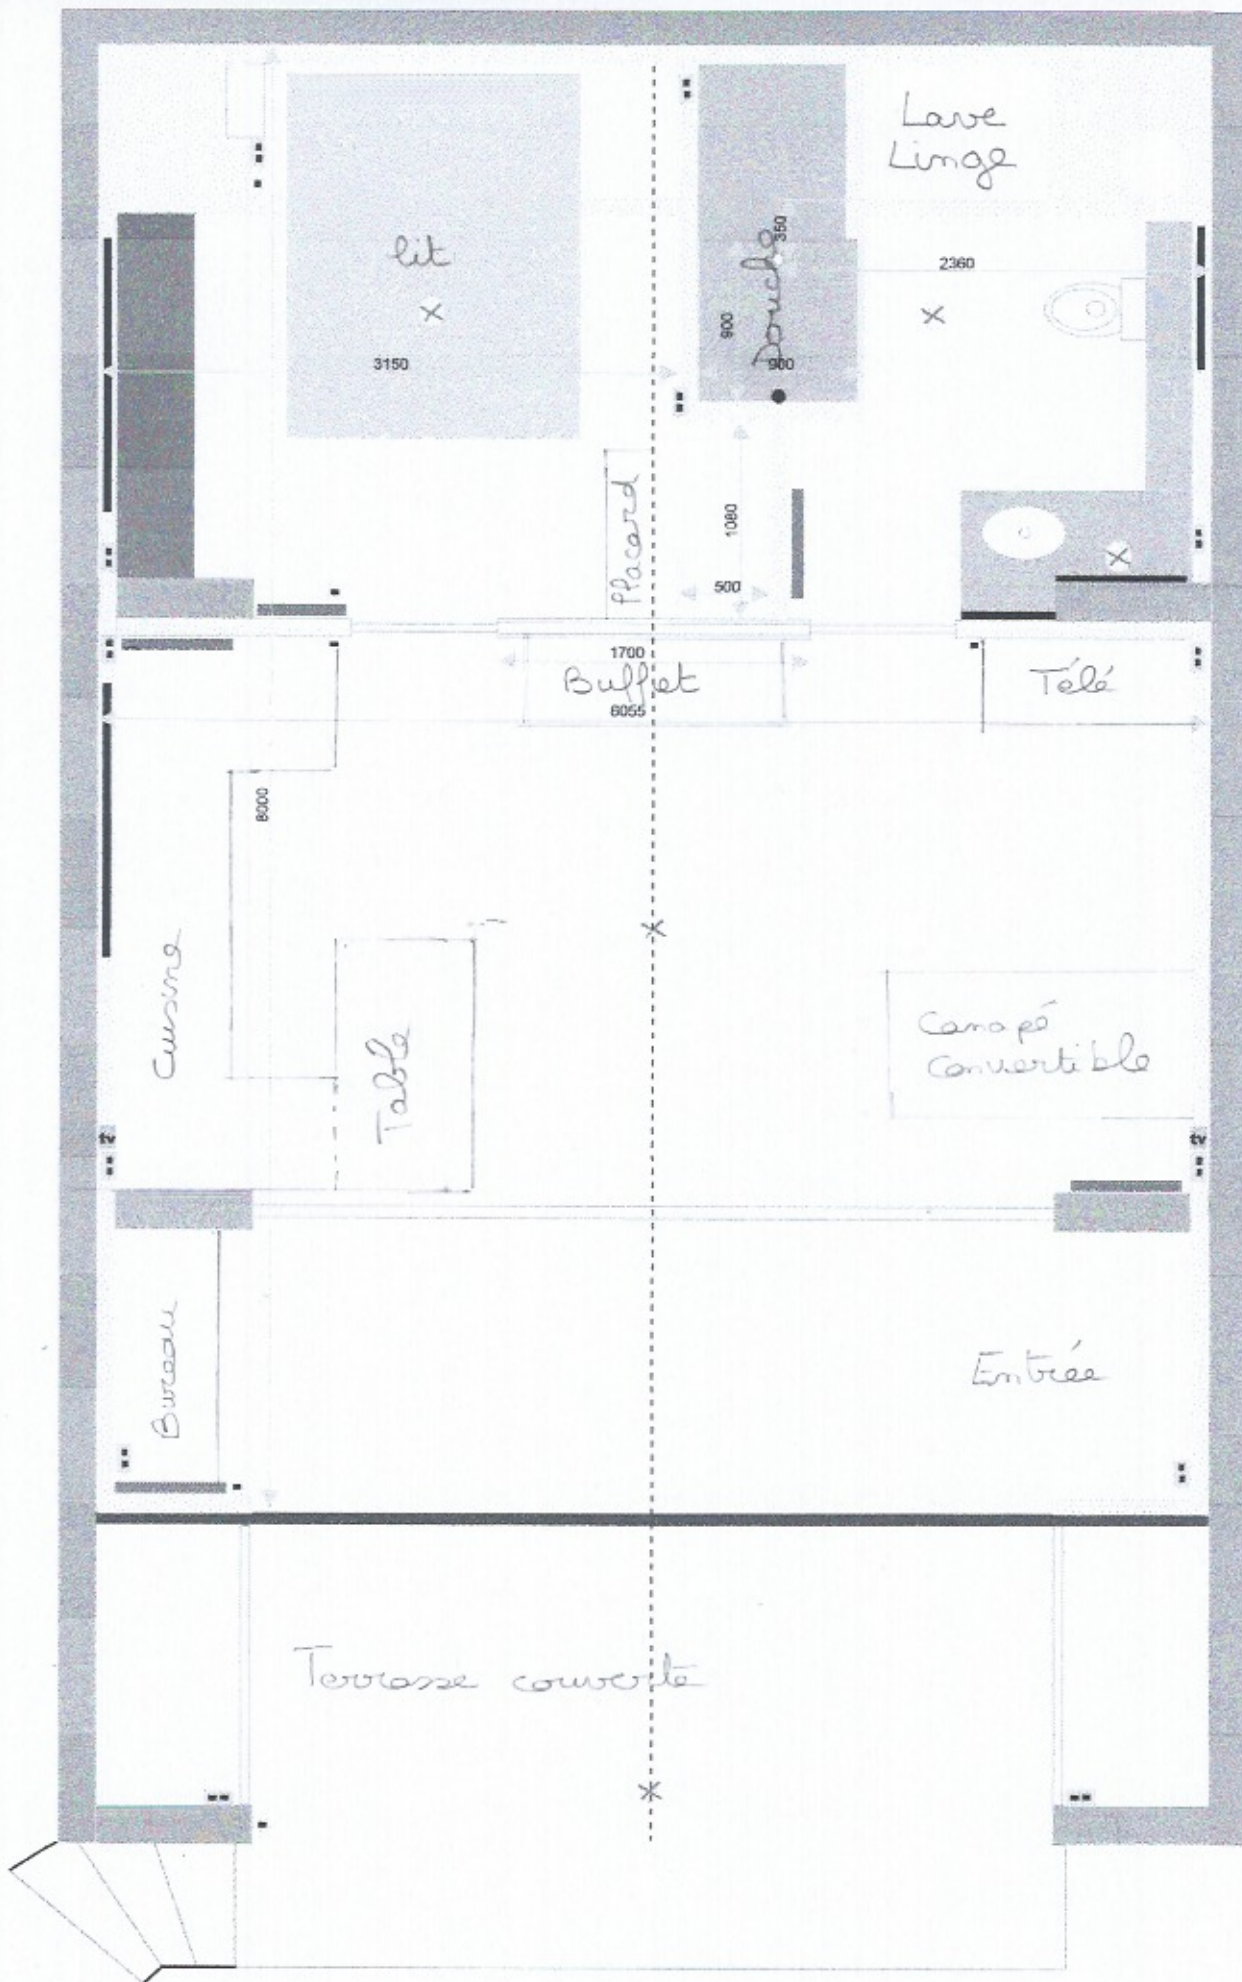 Lave
Linge
lit
350
2360
Douche
900
3150
900
Placard
1080
500
1700
Buffet
Télé
6055
8000
Cuisine
Table
Canapé
convertible
tv
tv
Bureau
Entrée
Terrasse couverte